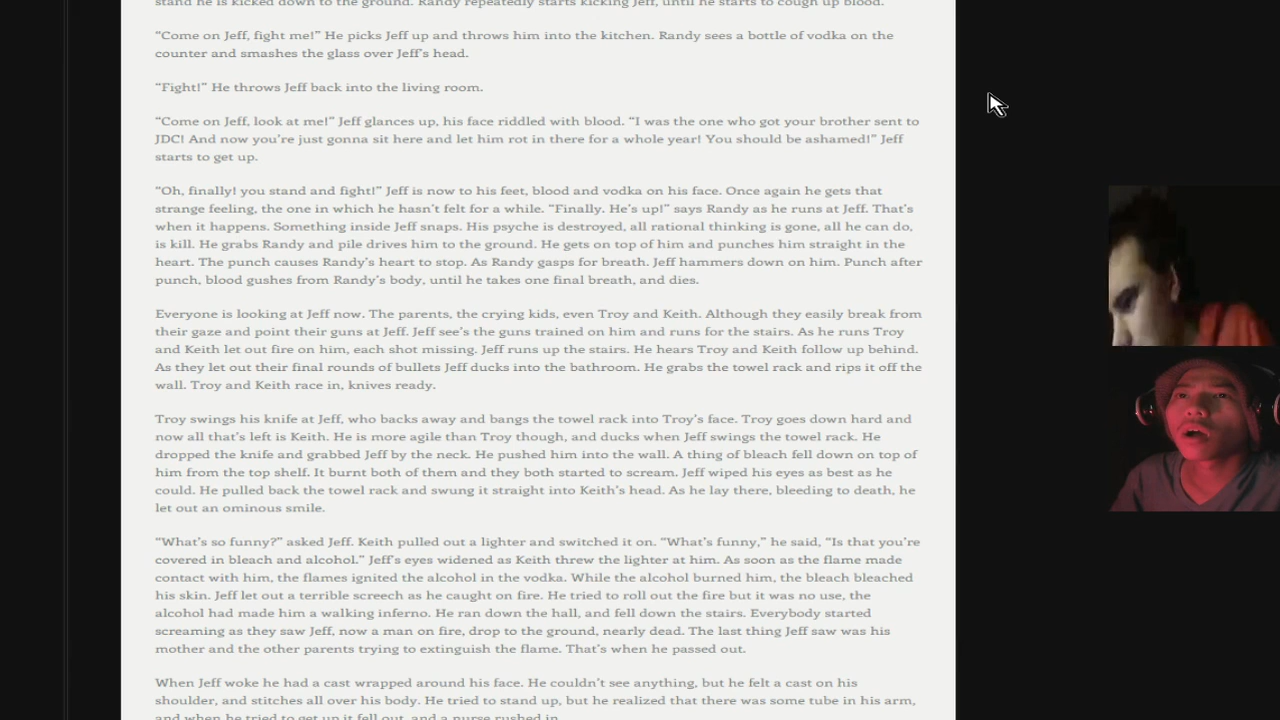 stand he is kicked down to the ground. Randy repeatedly starts kicking Jeff, until he starts to cough up blood.
“Come on Jeff, fight me!” He picks Jeff up and throws him into the kitchen. Randy sees a bottle of vodka on the
counter and smashes the glass over Jeff’s head.
“Fight!” He throws Jeff back into the living room.
“Come on Jeff, look at me!” Jeff glances up, his face riddled with blood. “I was the one who got your brother sent to
JDC! And now you’re just gonna sit here and let him rot in there for a whole year! You should be ashamed!” Jeff
starts to get up.
“Oh, finally! you stand and fight!” Jeff is now to his feet, blood and vodka on his face. Once again he gets that
strange feeling, the one in which he hasn’t felt for a while. “Finally. He’s up!” says Randy as he runs at Jeff. That’s
when it happens. Something inside Jeff snaps. His psyche is destroyed, all rational thinking is gone, all he can do,
is kill. He grabs Randy and pile drives him to the ground. He gets on top of him and punches him straight in the
heart. The punch causes Randy’s heart to stop. As Randy gasps for breath. Jeff hammers down on him. Punch after
punch, blood gushes from Randy’s body, until he takes one final breath, and dies.
Everyone is looking at Jeff now. The parents, the crying kids, even Troy and Keith. Although they easily break from
their gaze and point their guns at Jeff. Jeff see’s the guns trained on him and runs for the stairs. As he runs Troy
and Keith let out fire on him, each shot missing. Jeff runs up the stairs. He hears Troy and Keith follow up behind.
As they let out their final rounds of bullets Jeff ducks into the bathroom. He grabs the towel rack and rips it off the
wall. Troy and Keith race in, knives ready.
Troy swings his knife at Jeff, who backs away and bangs the towel rack into Troy’s face. Troy goes down hard and
now all that’s left is Keith. He is more agile than Troy though, and ducks when Jeff swings the towel rack. He
dropped the knife and grabbed Jeff by the neck. He pushed him into the wall. A thing of bleach fell down on top of
him from the top shelf. It burnt both of them and they both started to scream. Jeff wiped his eyes as best as he
could. He pulled back the towel rack and swung it straight into Keith’s head. As he lay there, bleeding to death, he
let out an ominous smile.
“What’s so funny?” asked Jeff. Keith pulled out a lighter and switched it on. “What’s funny,” he said, “Is that you’re
covered in bleach and alcohol.” Jeff’s eyes widened as Keith threw the lighter at him. As soon as the flame made
contact with him, the flames ignited the alcohol in the vodka. While the alcohol burned him, the bleach bleached
his skin. Jeff let out a terrible screech as he caught on fire. He tried to roll out the fire but it was no use, the
alcohol had made him a walking inferno. He ran down the hall, and fell down the stairs. Everybody started
screaming as they saw Jeff, now a man on fire, drop to the ground, nearly dead. The last thing Jeff saw was his
mother and the other parents trying to extinguish the flame. That’s when he passed out.
When Jeff woke he had a cast wrapped around his face. He couldn’t see anything, but he felt a cast on his
shoulder, and stitches all over his body. He tried to stand up, but he realized that there was some tube in his arm,
and when he tried to get up it fell out, and a nurse rushed in.